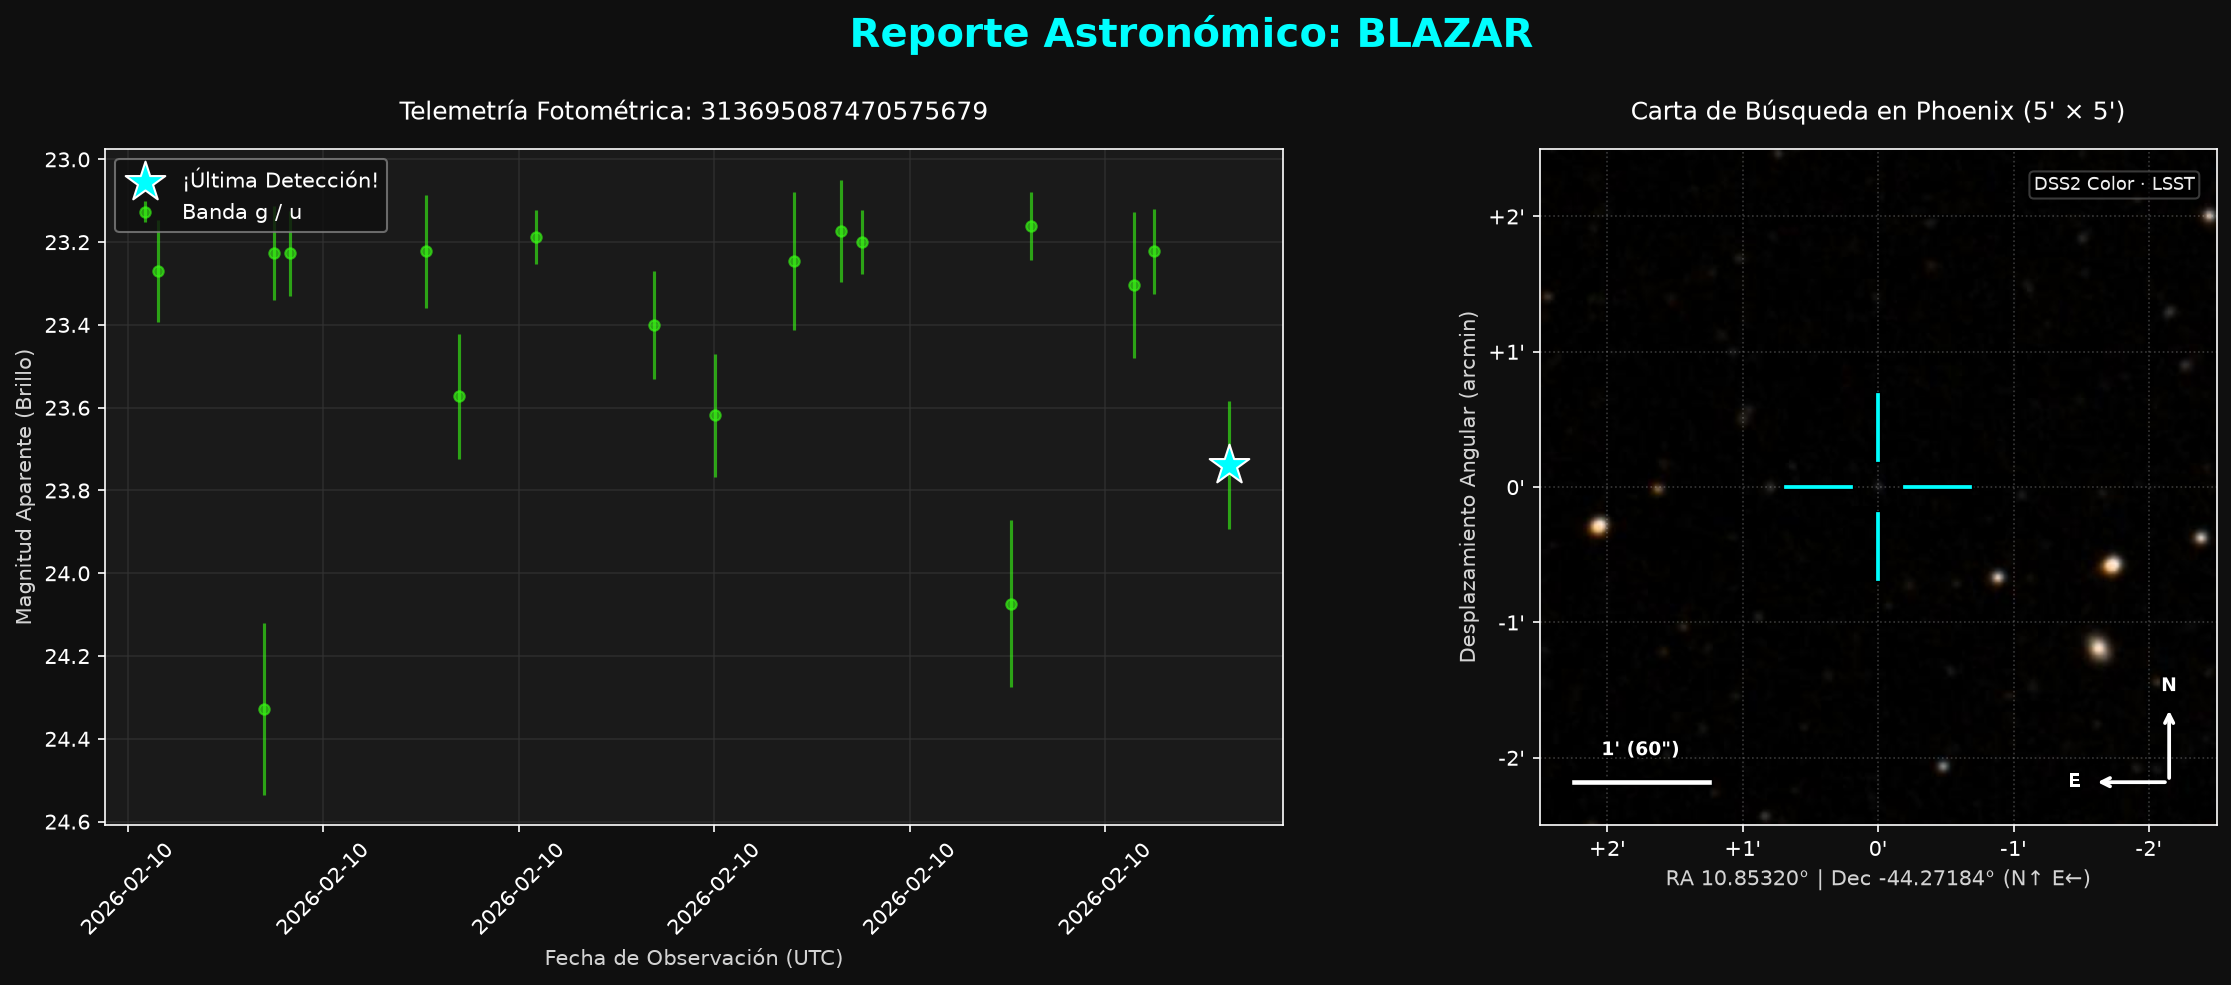 Reporte Astronómico: BLAZAR
Telemetría Fotométrica: 313695087470575679
¡Última Detección!
Banda g / u
Magnitud Aparente (Brillo)
23.0
23.2
23.4
23.6
23.8
24.0
24.2
24.4
24.6
2026-02-10
2026-02-10
2026-02-10
2026-02-10
2026-02-10
2026-02-10
Fecha de Observación (UTC)
Carta de Búsqueda en Phoenix (5' × 5')
DSS2 Color · LSST
Desplazamiento Angular (arcmin)
+2'
+1'
0'
-1'
-2'
N
E
1' (60")
+2'
+1'
0'
-1'
-2'
RA 10.85320° | Dec -44.27184° (N↑ E←)